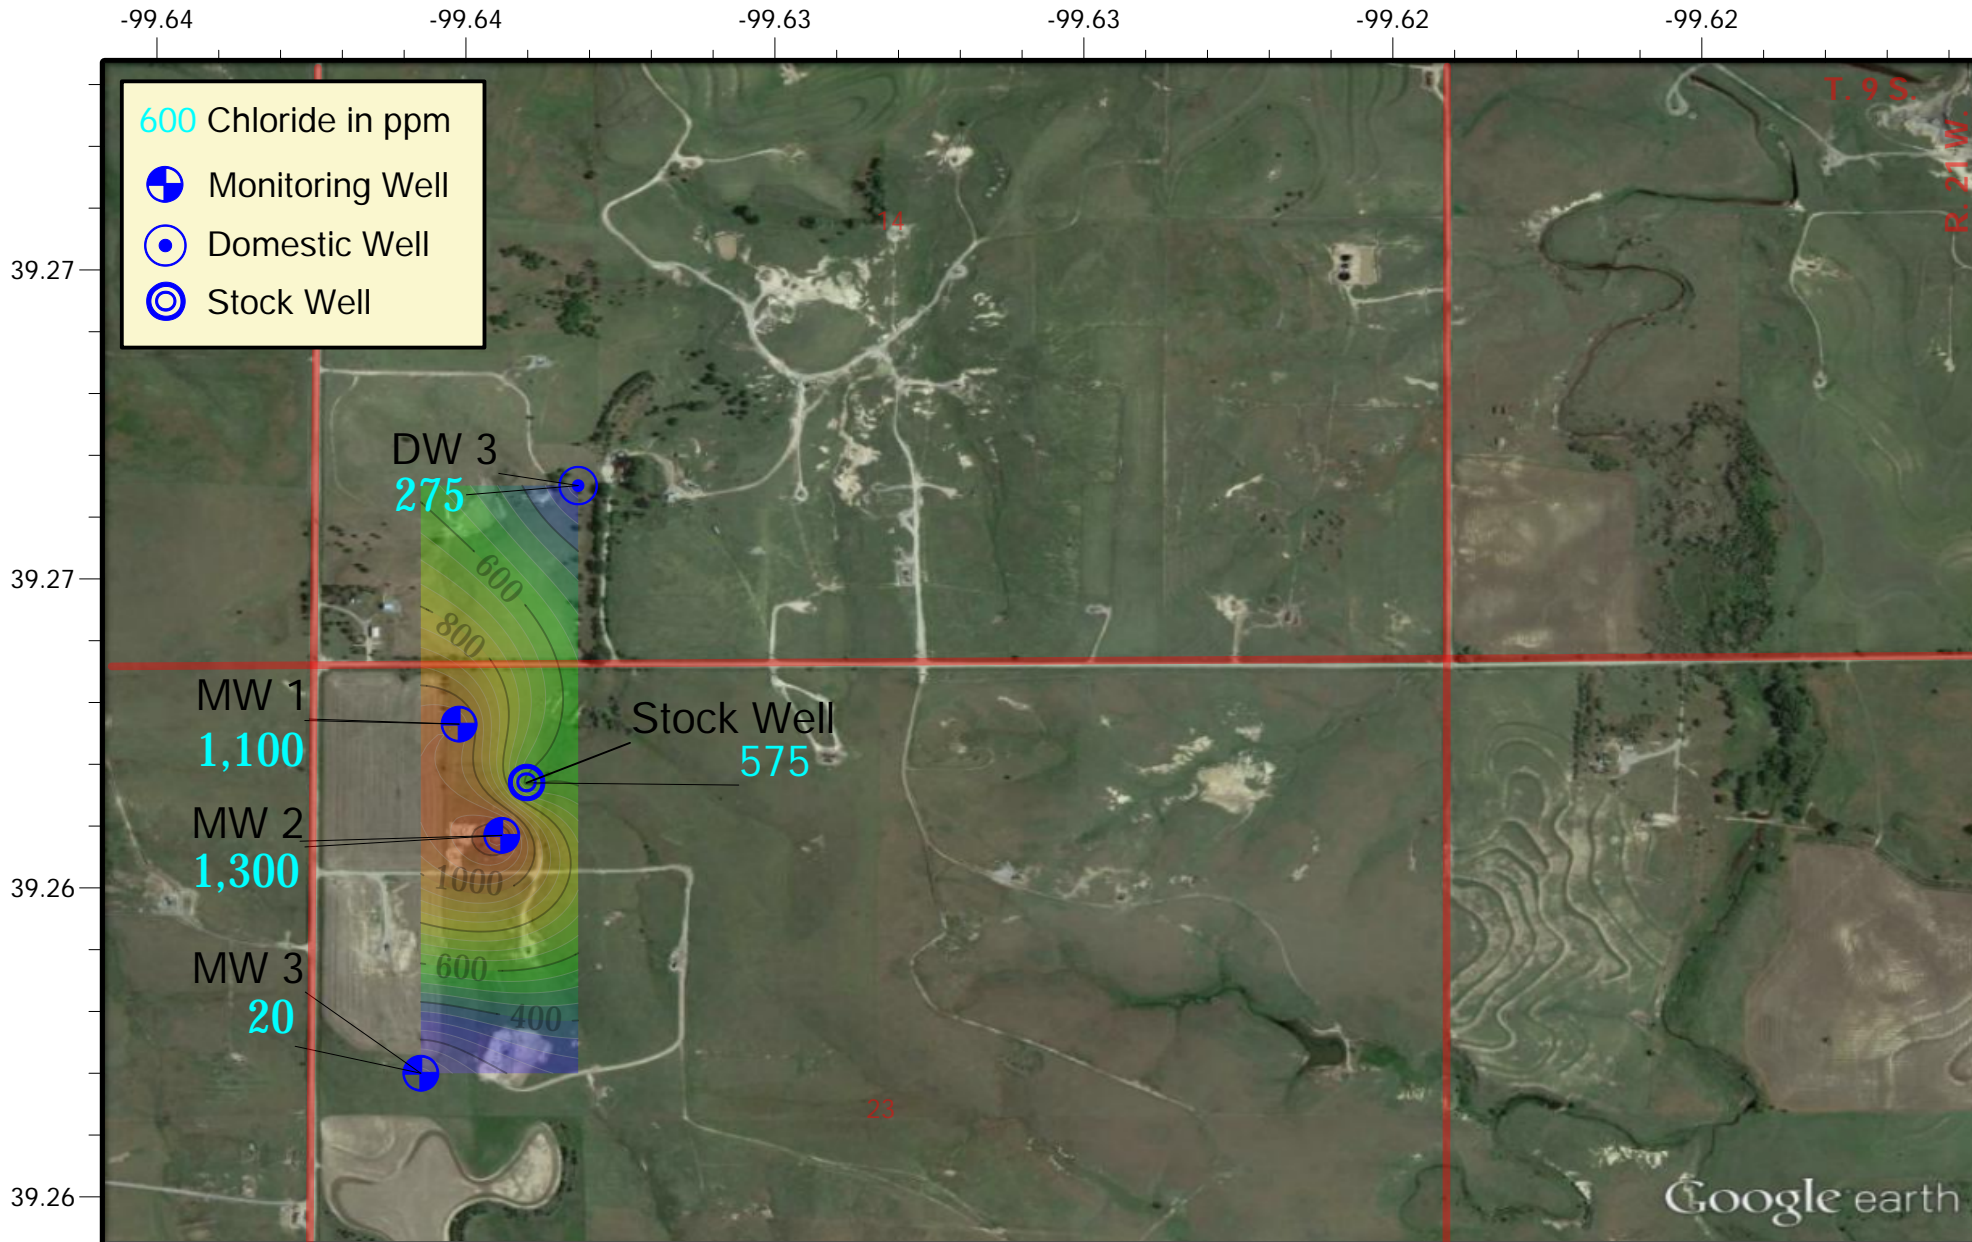 -99.64 -99.64 -99.63 -99.63 -99.62 -99.62
600 Chloride in ppm
Monitoring Well
Domestic Well
Stock Well
T. 9 S.
R. 21 W.
14
39.27
DW 3
275
600
39.27
800
MW 1
1,100
Stock Well
575
MW 2
1,300
1000
39.26
600
MW 3
20
400
23
39.26
Google earth